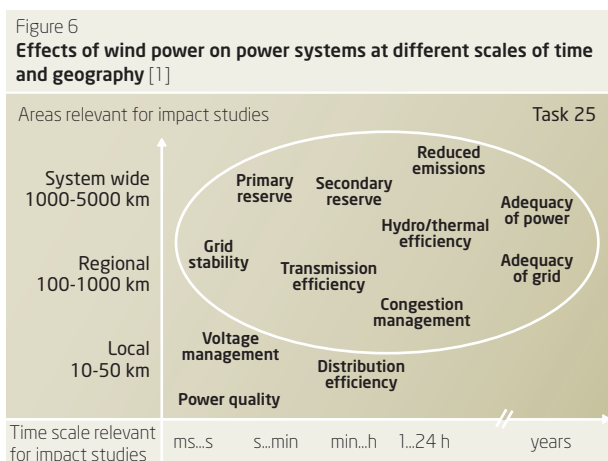 Figure 6
Effects of wind power on power systems at different scales of time
and geography [1]
Areas relevant for impact studies
Task 25
System wide
1000-5000 km
Regional
100-1000 km
Local
10-50 km
Reduced
emissions
Primary
reserve
Secondary
reserve
Adequacy
of power
Hydro/thermal
efficiency
Grid
stability
Transmission
efficiency
Adequacy
of grid
Congestion
management
Voltage
management
Distribution
efficiency
Power quality
Time scale relevant
for impact studies
ms...s
s...min
min...h
1...24 h
years